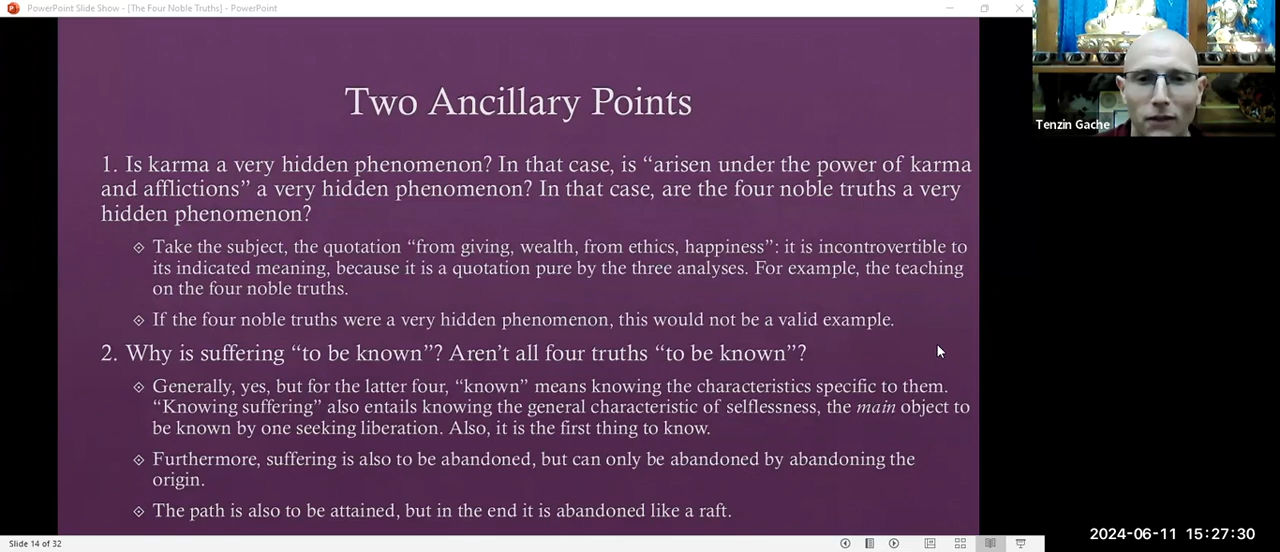 PowerPoint Slide Show - [The Four Noble Truths] - PowerPoint
Two Ancillary Points
1. Is karma a very hidden phenomenon? In that case, is “arisen under the power of karma
and afflictions” a very hidden phenomenon? In that case, are the four noble truths a very
hidden phenomenon?
Take the subject, the quotation “from giving, wealth, from ethics, happiness”: it is incontrovertible to
its indicated meaning, because it is a quotation pure by the three analyses. For example, the teaching
on the four noble truths.
If the four noble truths were a very hidden phenomenon, this would not be a valid example.
2. Why is suffering “to be known”? Aren’t all four truths “to be known”?
Generally, yes, but for the latter four, “known” means knowing the characteristics specific to them.
“Knowing suffering” also entails knowing the general characteristic of selflessness, the main object to
be known by one seeking liberation. Also, it is the first thing to know.
Furthermore, suffering is also to be abandoned, but can only be abandoned by abandoning the
origin.
The path is also to be attained, but in the end it is abandoned like a raft.
Slide 14 of 32
Tenzin Gache
2024-06-11 15:27:30